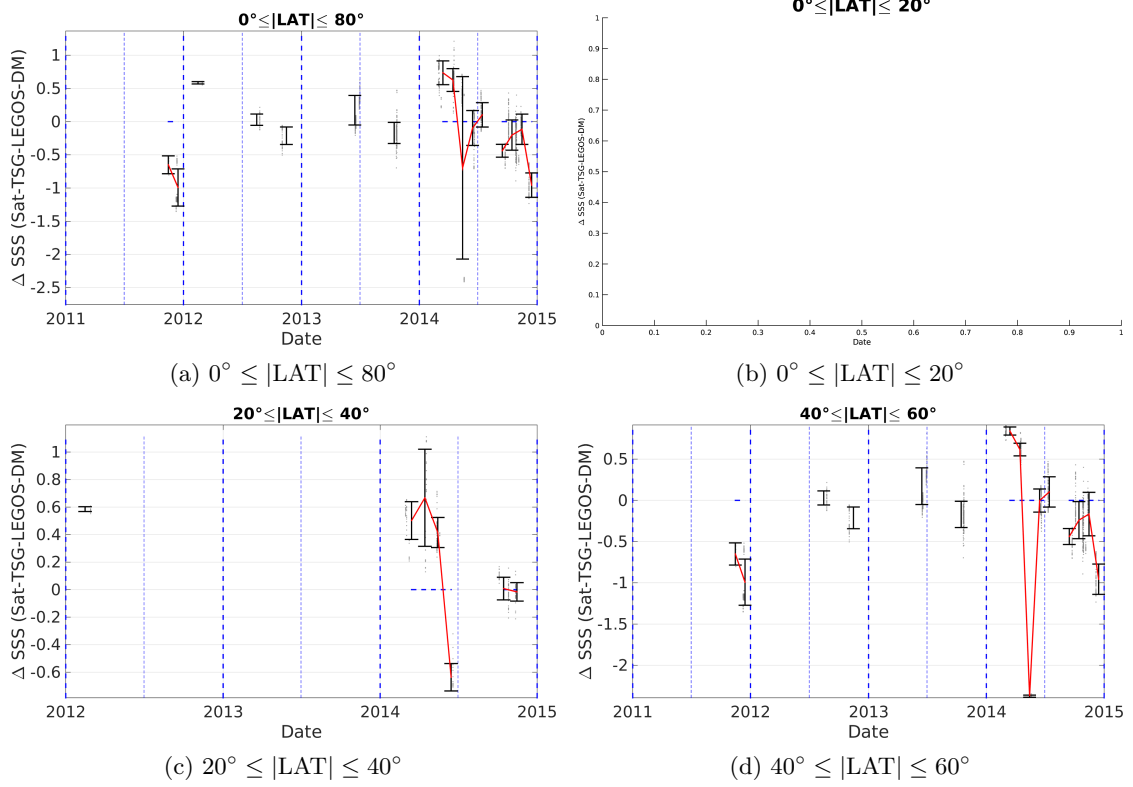 0°≤|LAT|≤ 80°
Δ SSS (Sat-TSG-LEGOS-DM)
1
0.5
0
-0.5
-1
-1.5
-2
-2.5
2011 2012 2013 2014 2015
Date
(a) 0° ≤ |LAT| ≤ 80°
0°≤|LAT|≤ 20°
Δ SSS (Sat-TSG-LEGOS-DM)
1
0.9
0.8
0.7
0.6
0.5
0.4
0.3
0.2
0.1
0
0 0.1 0.2 0.3 0.4 0.5 0.6 0.7 0.8 0.9 1
Date
(b) 0° ≤ |LAT| ≤ 20°
20°≤|LAT|≤ 40°
Δ SSS (Sat-TSG-LEGOS-DM)
1
0.8
0.6
0.4
0.2
0
-0.2
-0.4
-0.6
2012 2013 2014 2015
Date
(c) 20° ≤ |LAT| ≤ 40°
40°≤|LAT|≤ 60°
Δ SSS (Sat-TSG-LEGOS-DM)
0.5
0
-0.5
-1
-1.5
-2
2011 2012 2013 2014 2015
Date
(d) 40° ≤ |LAT| ≤ 60°